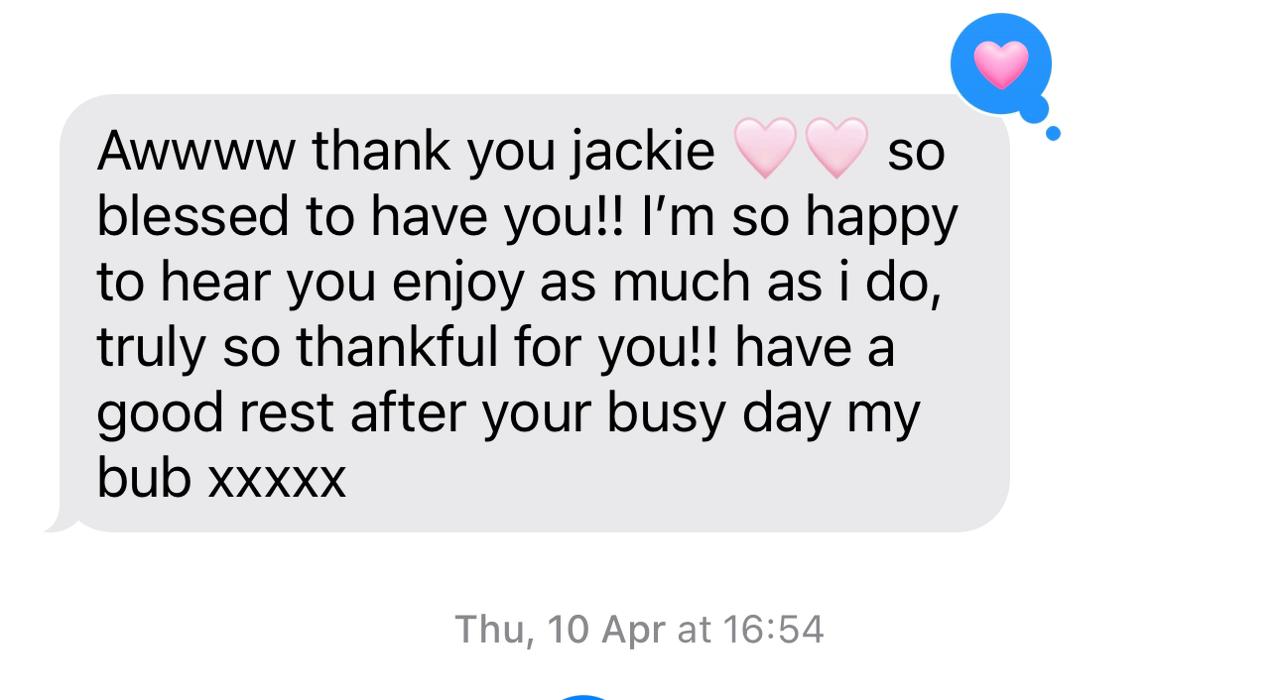 Awwww thank you jackie 🩷🩷 so
blessed to have you!! I’m so happy
to hear you enjoy as much as i do,
truly so thankful for you!! have a
good rest after your busy day my
bub xxxxx
Thu, 10 Apr at 16:54